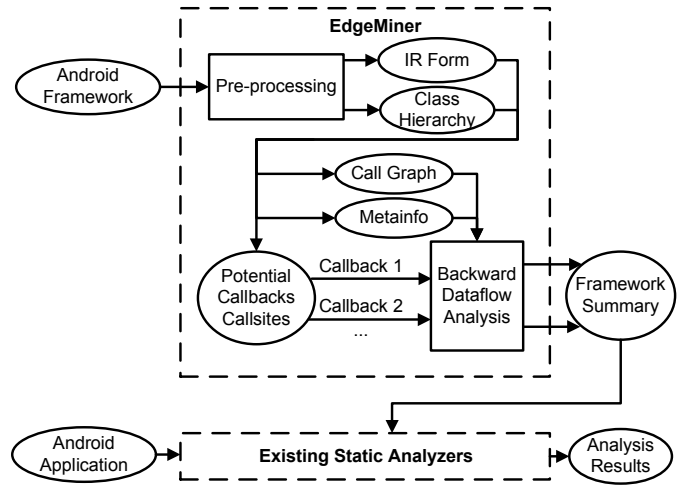 EdgeMiner
Android
Framework
Pre-processing
IR Form
Class
Hierarchy
Call Graph
Metainfo
Potential
Callbacks
Callsites
Callback 1
Callback 2
...
Backward
Dataflow
Analysis
Framework
Summary
Android
Application
Existing Static Analyzers
Analysis
Results